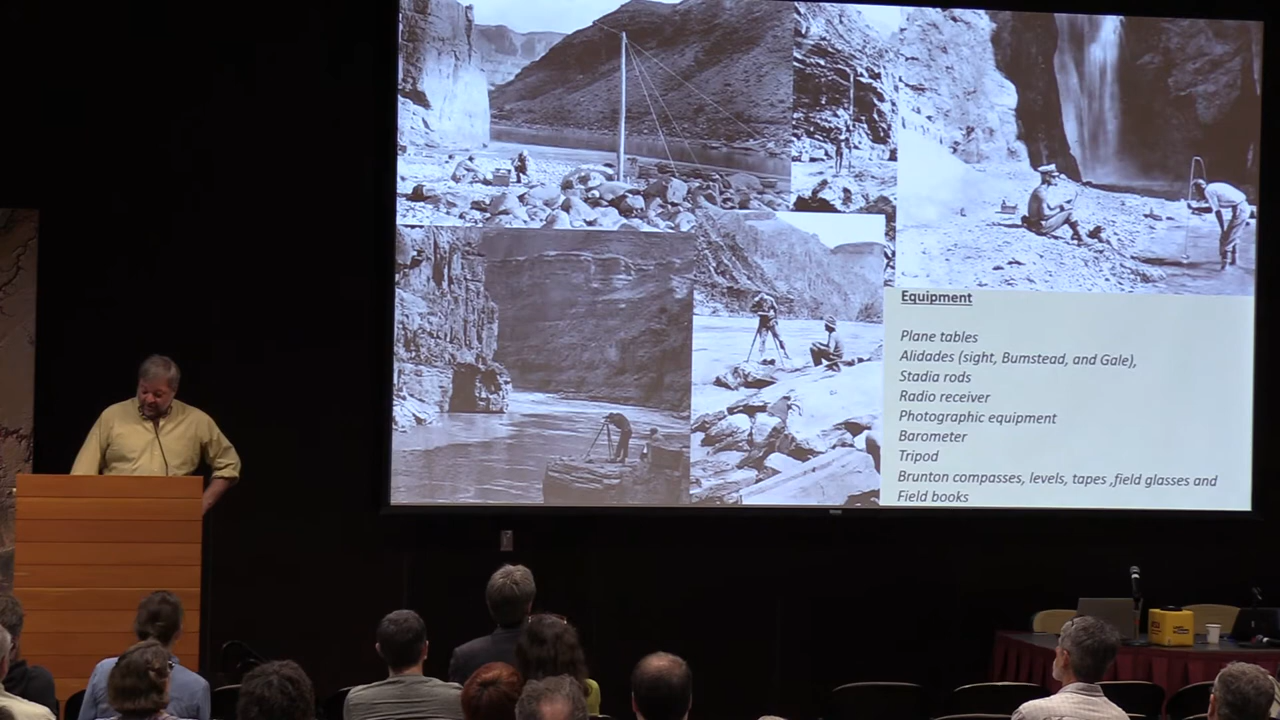 Equipment
Plane tables
Alidades (sight, Bumstead, and Gale),
Stadia rods
Radio receiver
Photographic equipment
Barometer
Tripod
Brunton compasses, levels, tapes ,field glasses and
Field books